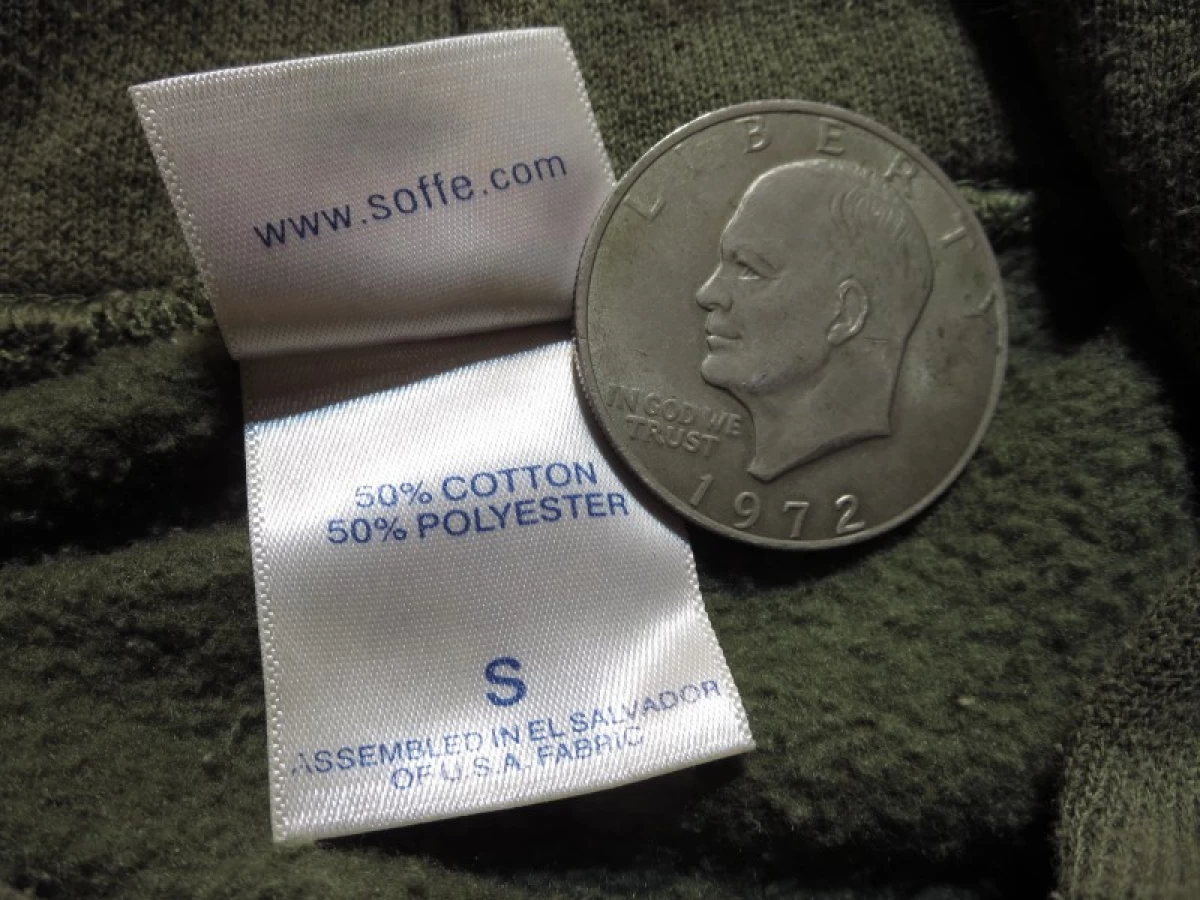 www.soffe.com
50% COTTON
50% POLYESTER
S
ASSEMBLED IN EL SALVADOR
OF U.S.A. FABRIC
LIBERTY
IN GOD WE
TRUST
1972